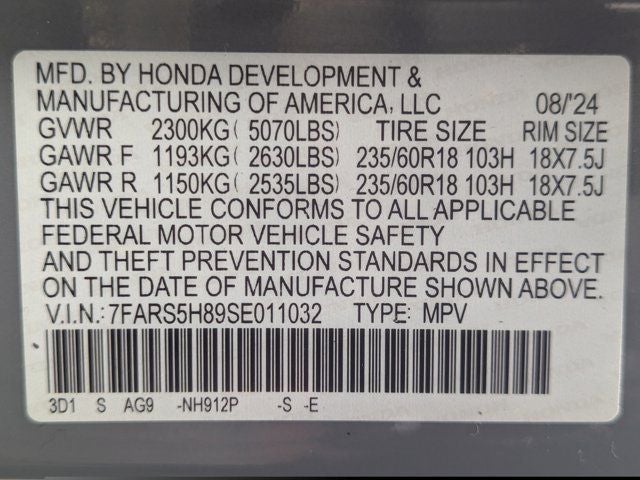 MFD. BY HONDA DEVELOPMENT &
MANUFACTURING OF AMERICA, LLC 08/'24
GVWR 2300KG( 5070LBS) TIRE SIZE RIM SIZE
GAWR F 1193KG( 2630LBS) 235/60R18 103H 18X7.5J
GAWR R 1150KG( 2535LBS) 235/60R18 103H 18X7.5J
THIS VEHICLE CONFORMS TO ALL APPLICABLE
FEDERAL MOTOR VEHICLE SAFETY
AND THEFT PREVENTION STANDARDS IN EFFECT
ON THE DATE OF MANUFACTURE SHOWN ABOVE.
V.I.N.: 7FARS5H89SE011032 TYPE: MPV
3D1 S AG9 -NH912P -S -E